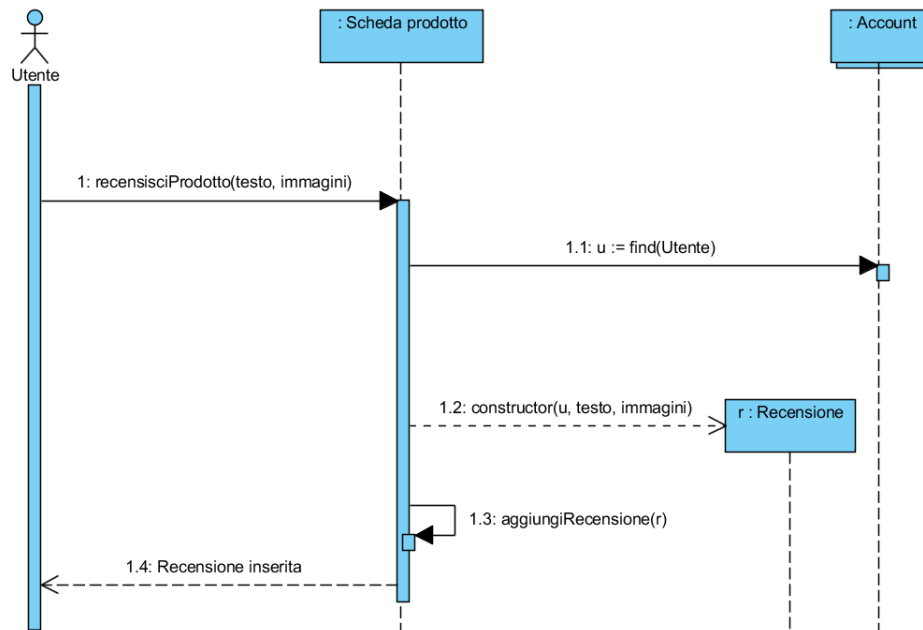 : Scheda prodotto
: Account
Utente
1: recensisciProdotto(testo, immagini)
1.1: u := find(Utente)
1.2: constructor(u, testo, immagini)
r : Recensione
1.3: aggiungiRecensione(r)
1.4: Recensione inserita